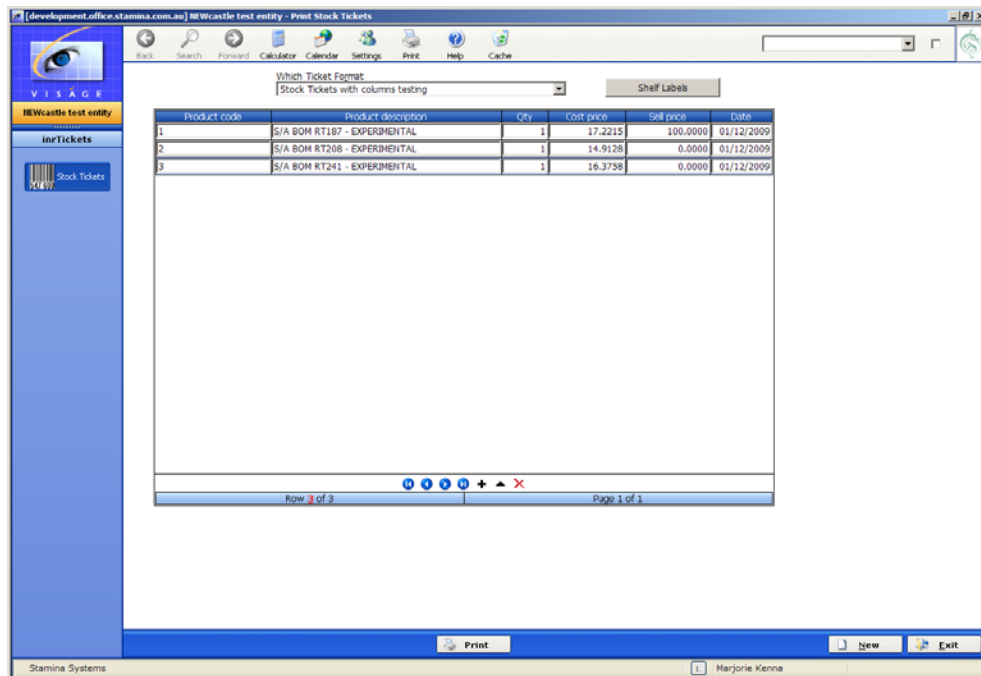 [development.office.stamina.com.au] NEWcastle test entity - Print Stock Tickets
Back Search Forward Calculator Calendar Settings Print Help Cache
VISAGE
NEWcastle test entity
inrTickets
Stock Tickets
Which Ticket Format
Stock Tickets with columns testing
Shelf Labels
Product code Product description Qty Cost price Sell price Date
1 S/A BOM RT187 - EXPERIMENTAL 1 17.2215 100.0000 01/12/2009
2 S/A BOM RT208 - EXPERIMENTAL 1 14.9128 0.0000 01/12/2009
3 S/A BOM RT241 - EXPERIMENTAL 1 16.3758 0.0000 01/12/2009
Row 3 of 3 Page 1 of 1
Print New Exit
Stamina Systems L Marjorie Kenna